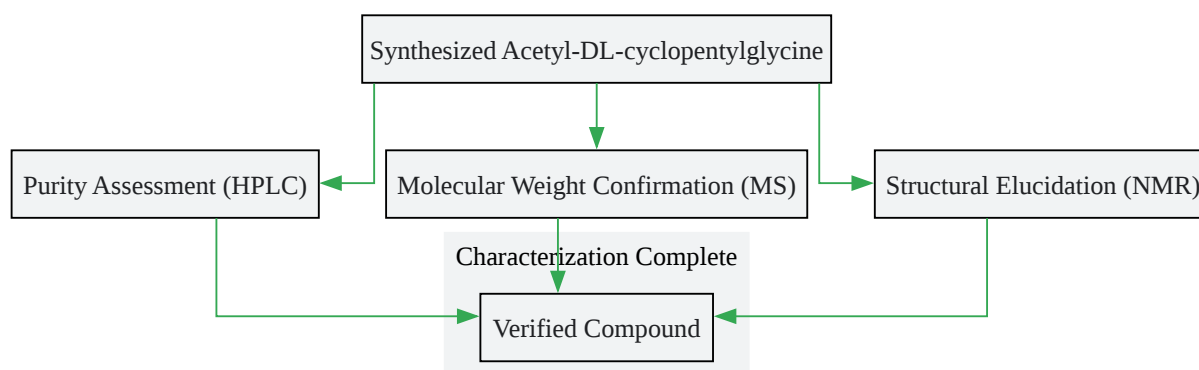 Synthesized Acetyl-DL-cyclopentylglycine
Purity Assessment (HPLC)
Molecular Weight Confirmation (MS)
Structural Elucidation (NMR)
Characterization Complete
Verified Compound